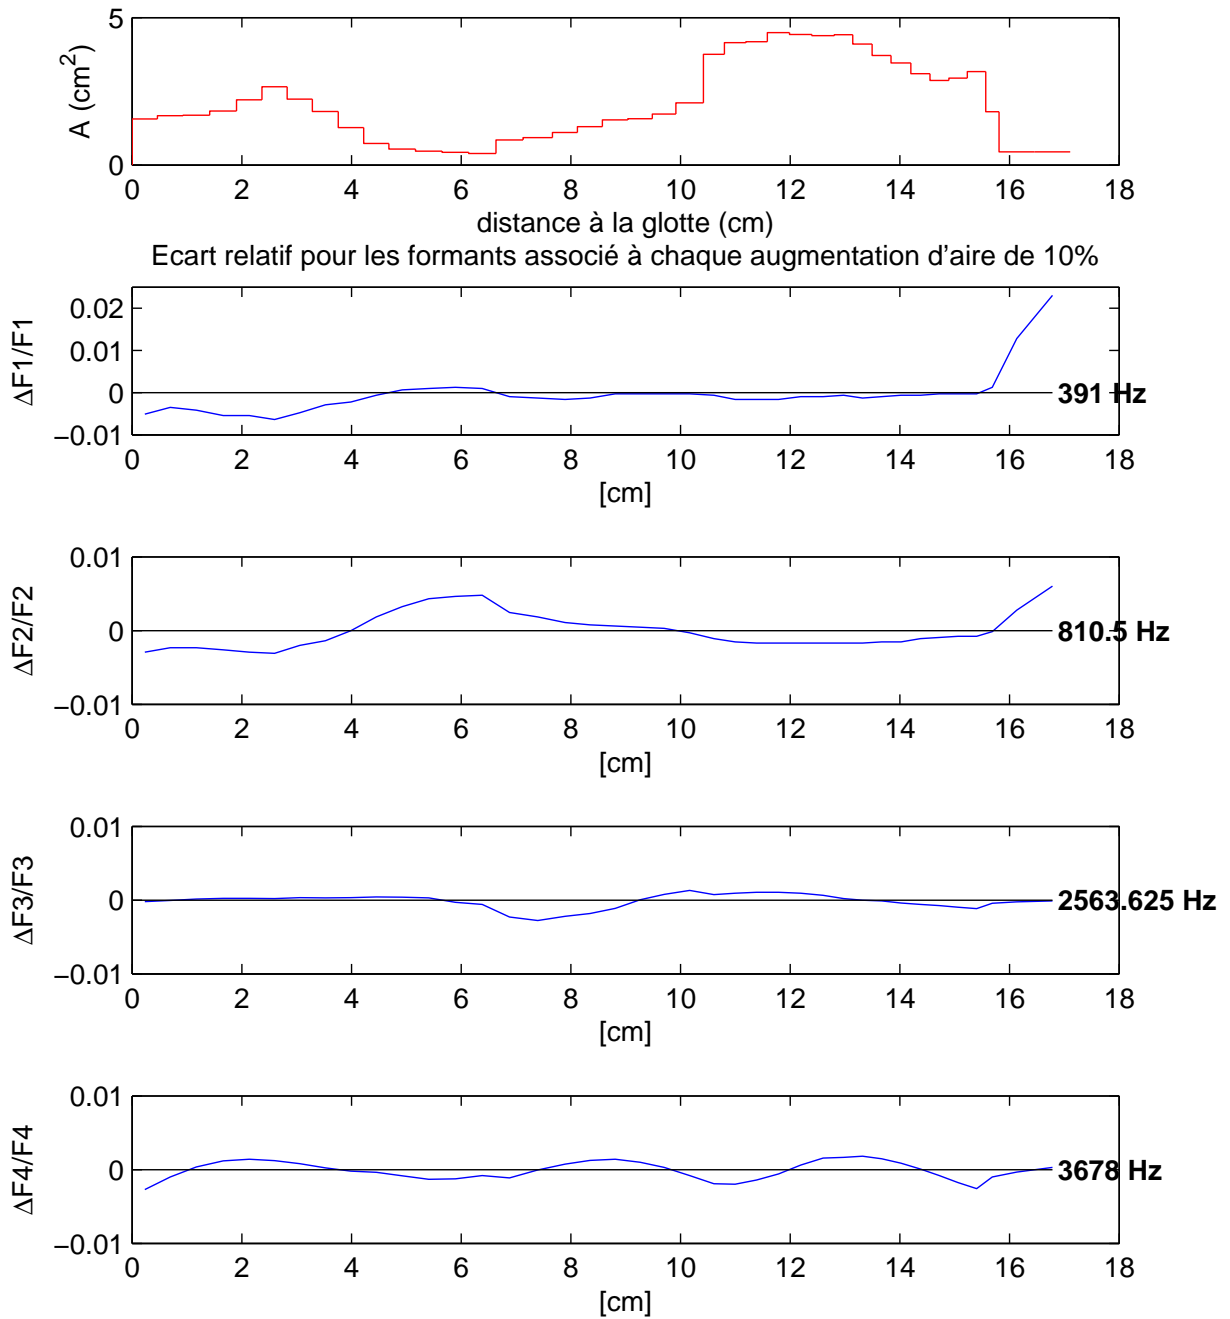 5
0
A (cm2)
0 2 4 6 8 10 12 14 16 18
distance à la glotte (cm)
Ecart relatif pour les formants associé à chaque augmentation d'aire de 10%
0.02
0.01
0
−0.01
ΔF1/F1
391 Hz
0 2 4 6 8 10 12 14 16 18
[cm]
0.01
0
−0.01
ΔF2/F2
810.5 Hz
0 2 4 6 8 10 12 14 16 18
[cm]
0.01
0
−0.01
ΔF3/F3
2563.625 Hz
0 2 4 6 8 10 12 14 16 18
[cm]
0.01
0
−0.01
ΔF4/F4
3678 Hz
0 2 4 6 8 10 12 14 16 18
[cm]